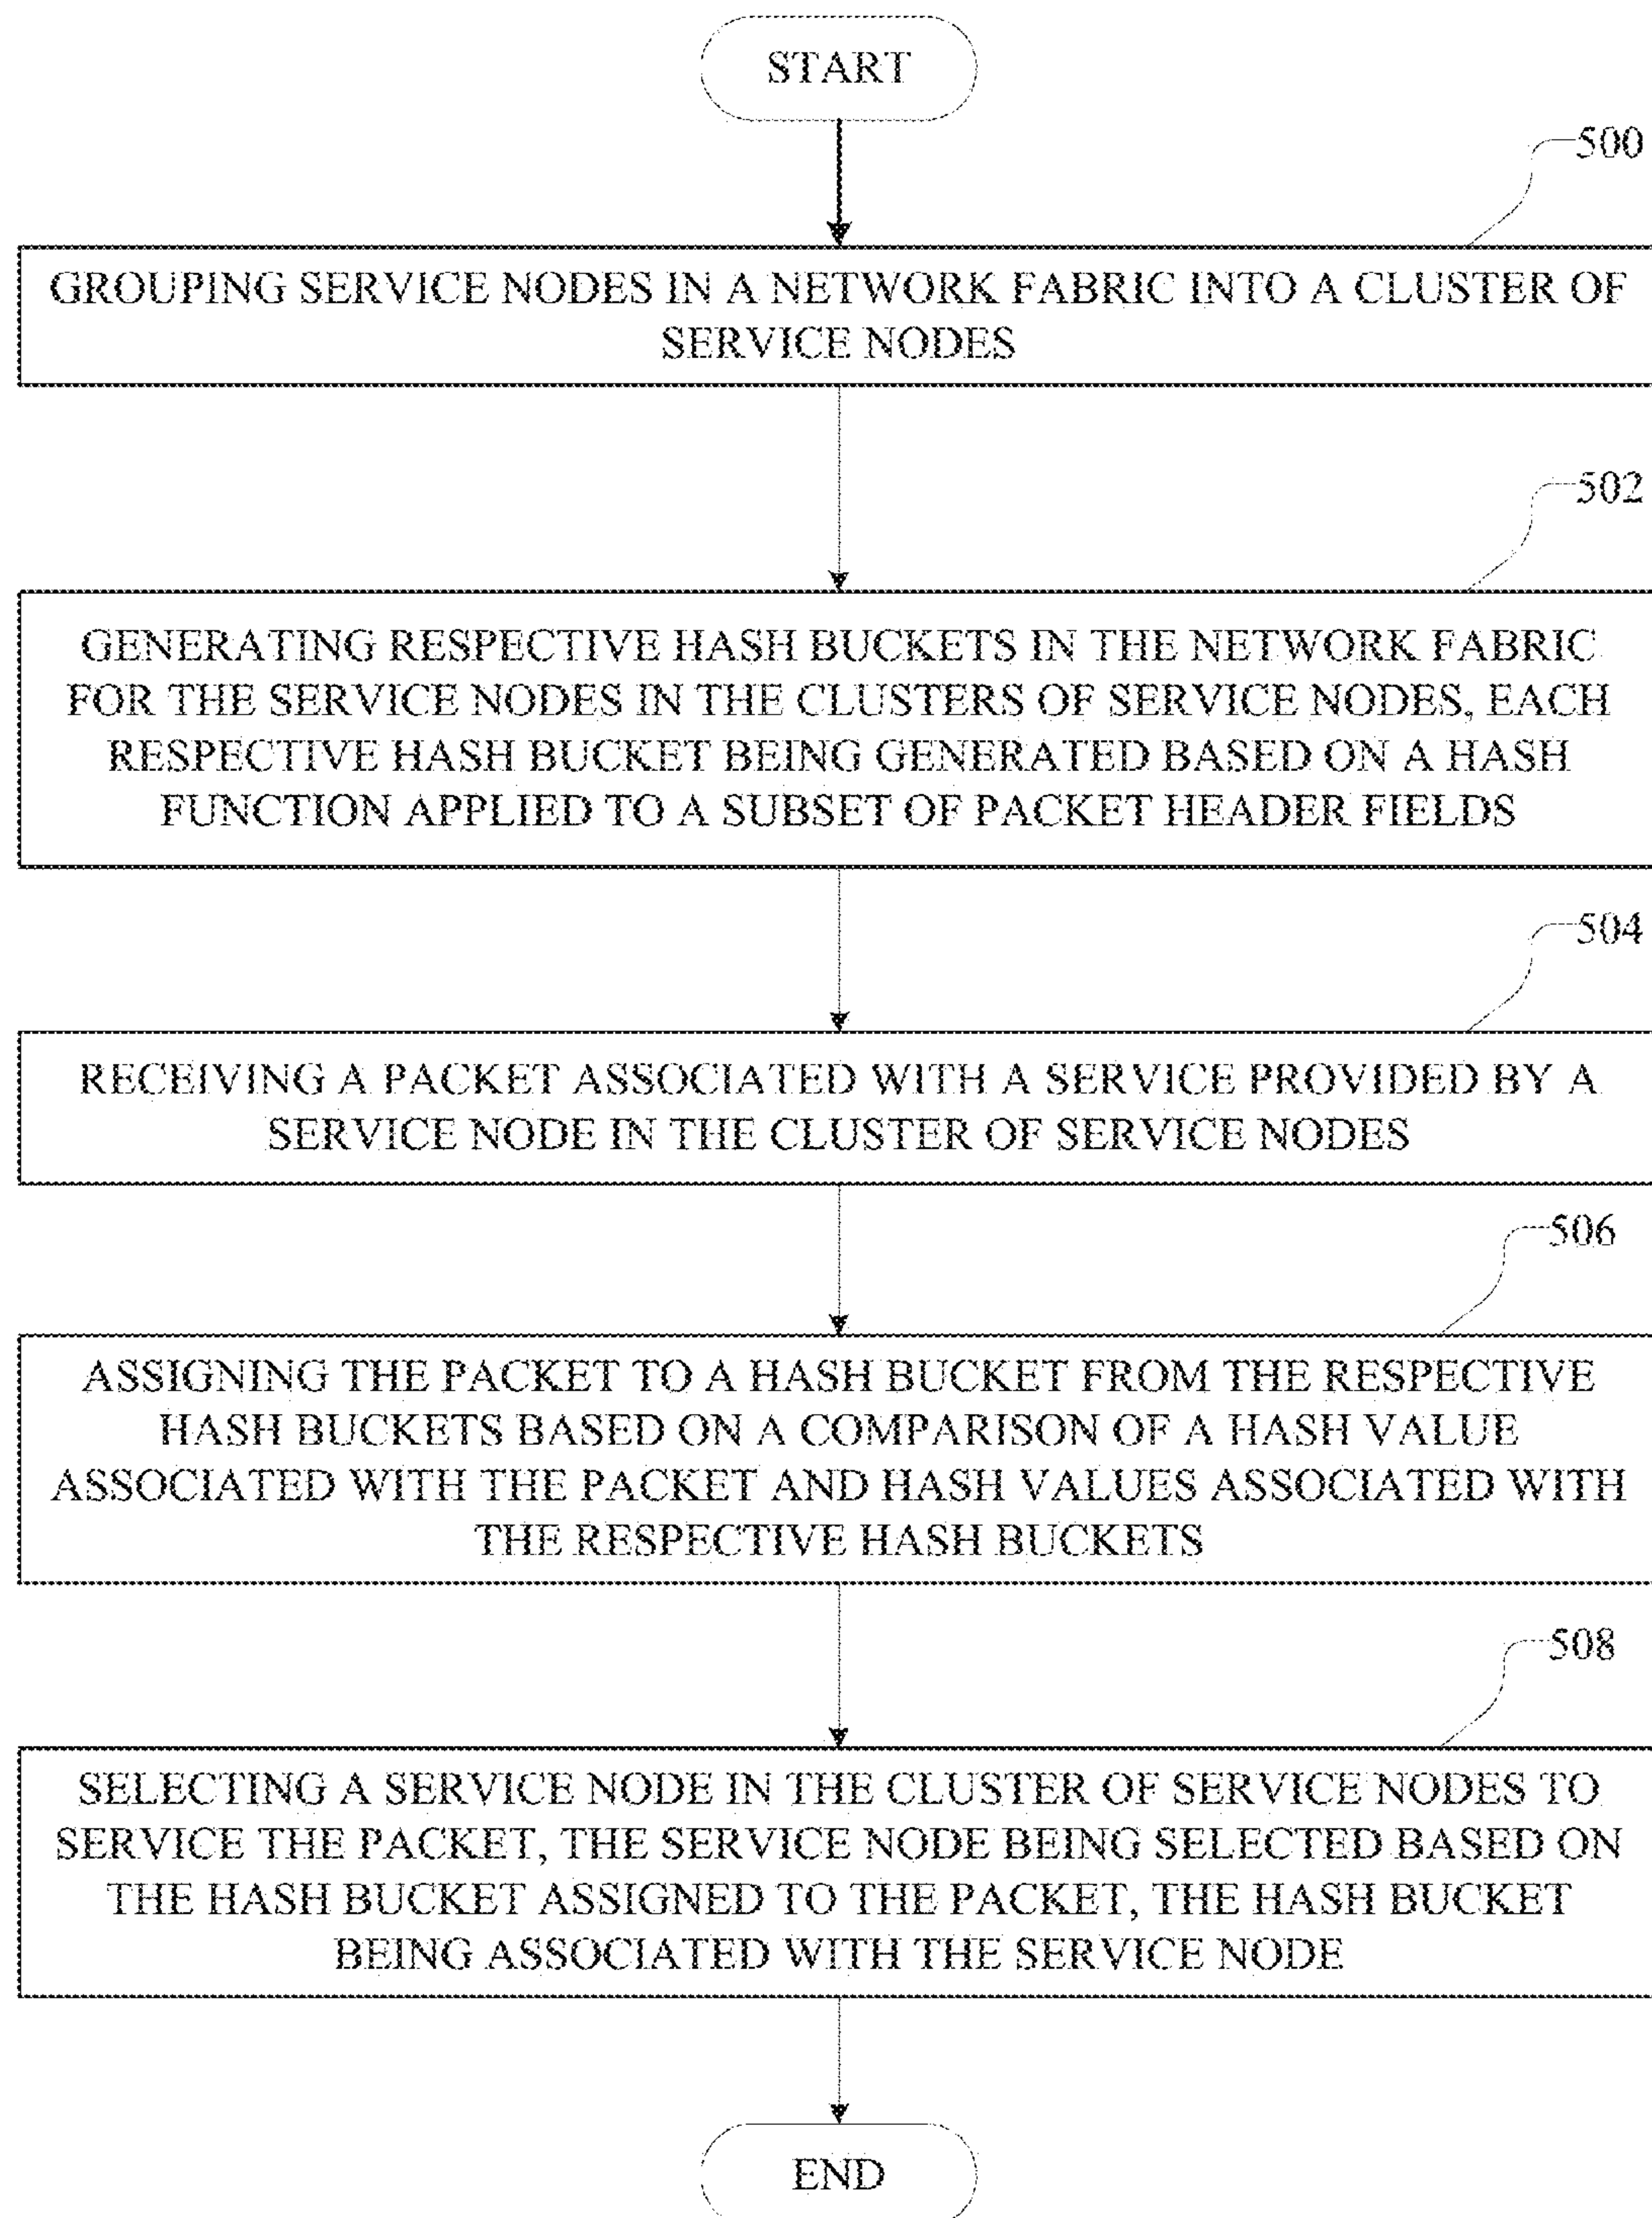 START
500
GROUPING SERVICE NODES IN A NETWORK FABRIC INTO A CLUSTER OF
SERVICE NODES
502
GENERATING RESPECTIVE HASH BUCKETS IN THE NETWORK FABRIC
FOR THE SERVICE NODES IN THE CLUSTERS OF SERVICE NODES, EACH
RESPECTIVE HASH BUCKET BEING GENERATED BASED ON A HASH
FUNCTION APPLIED TO A SUBSET OF PACKET HEADER FIELDS
504
RECEIVING A PACKET ASSOCIATED WITH A SERVICE PROVIDED BY A
SERVICE NODE IN THE CLUSTER OF SERVICE NODES
506
ASSIGNING THE PACKET TO A HASH BUCKET FROM THE RESPECTIVE
HASH BUCKETS BASED ON A COMPARISON OF A HASH VALUE
ASSOCIATED WITH THE PACKET AND HASH VALUES ASSOCIATED WITH
THE RESPECTIVE HASH BUCKETS
508
SELECTING A SERVICE NODE IN THE CLUSTER OF SERVICE NODES TO
SERVICE THE PACKET, THE SERVICE NODE BEING SELECTED BASED ON
THE HASH BUCKET ASSIGNED TO THE PACKET, THE HASH BUCKET
BEING ASSOCIATED WITH THE SERVICE NODE
END